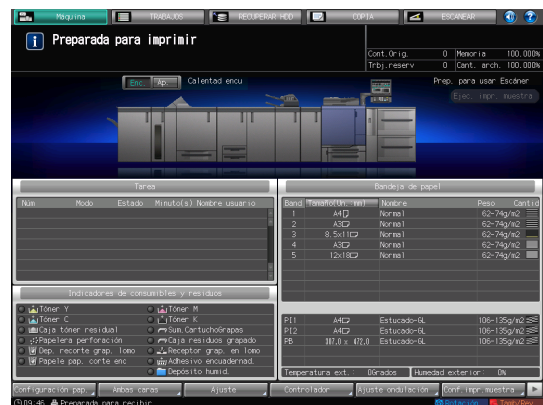 Máquina TRABAJOS RECUPERAR HDD COPIA ESCANEAR
Preparada para imprimir
Cont.Orig. 0 Memoria 100.000%
Trbj.reserv 0 Cant. arch. 100.000%
Enc. Ap. Calentad encu
Prep. para usar Escáner
Ejec. impr. muestra
Tarea
Núm Modo Estado Minuto(s) Nombre usuario
Bandeja de papel
Band Tamaño(Un. mm) Nombre Peso Cantid
1 A4 Normal 62-74g/m2
2 A3 Normal 62-74g/m2
3 8.5x11 Normal 62-74g/m2
4 A3 Normal 62-74g/m2
5 12x18 Normal 62-74g/m2
PI1 A4 Estucado-GL 106-135g/m2
PI2 A4 Estucado-GL 106-135g/m2
PB 387,0 x 472,0 Estucado-GL 106-135g/m2
Indicadores de consumibles y residuos
Tóner Y Tóner M
Tóner C Tóner K
Caja tóner residual Sum.CartuchoGrapas
Papelera perforación Caja residuos grapado
Dep. recorte grap. lomo Receptor grap. en lomo
Papele pap. corte enc Adhesivo encuadernad.
Depósito humid.
Temperatura ext. : 0Grados Humedad exterior: 0%
Configuración pap. Ambas caras Ajuste Controlador Ajuste ondulación Conf.impr.muestra
09:46 Preparada para recibir Rotación Tamb/Rev